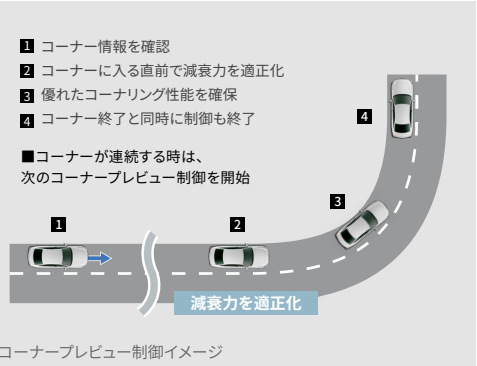 1 コーナー情報を確認
2 コーナーに入る直前で減衰力を適正化
3 優れたコーナリング性能を確保
4 コーナー終了と同時に制御も終了
■コーナーが連続する時は、
次のコーナープレビュー制御を開始
4
3
1
2
減衰力を適正化
コーナープレビュー制御イメージ